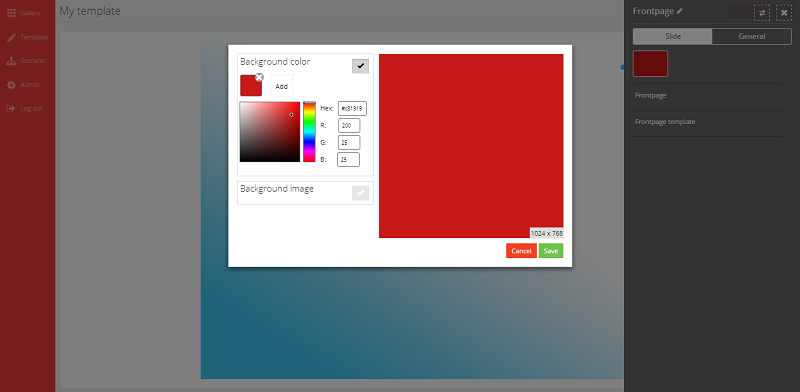 Gallery
Template
Scenario
Admin
Log out
My template
Background color
Add
Hex: #c81919
R: 200
G: 25
B: 25
Background image
1024 x 768
Cancel
Save
Frontpage
Slide
General
Frontpage
Frontpage template